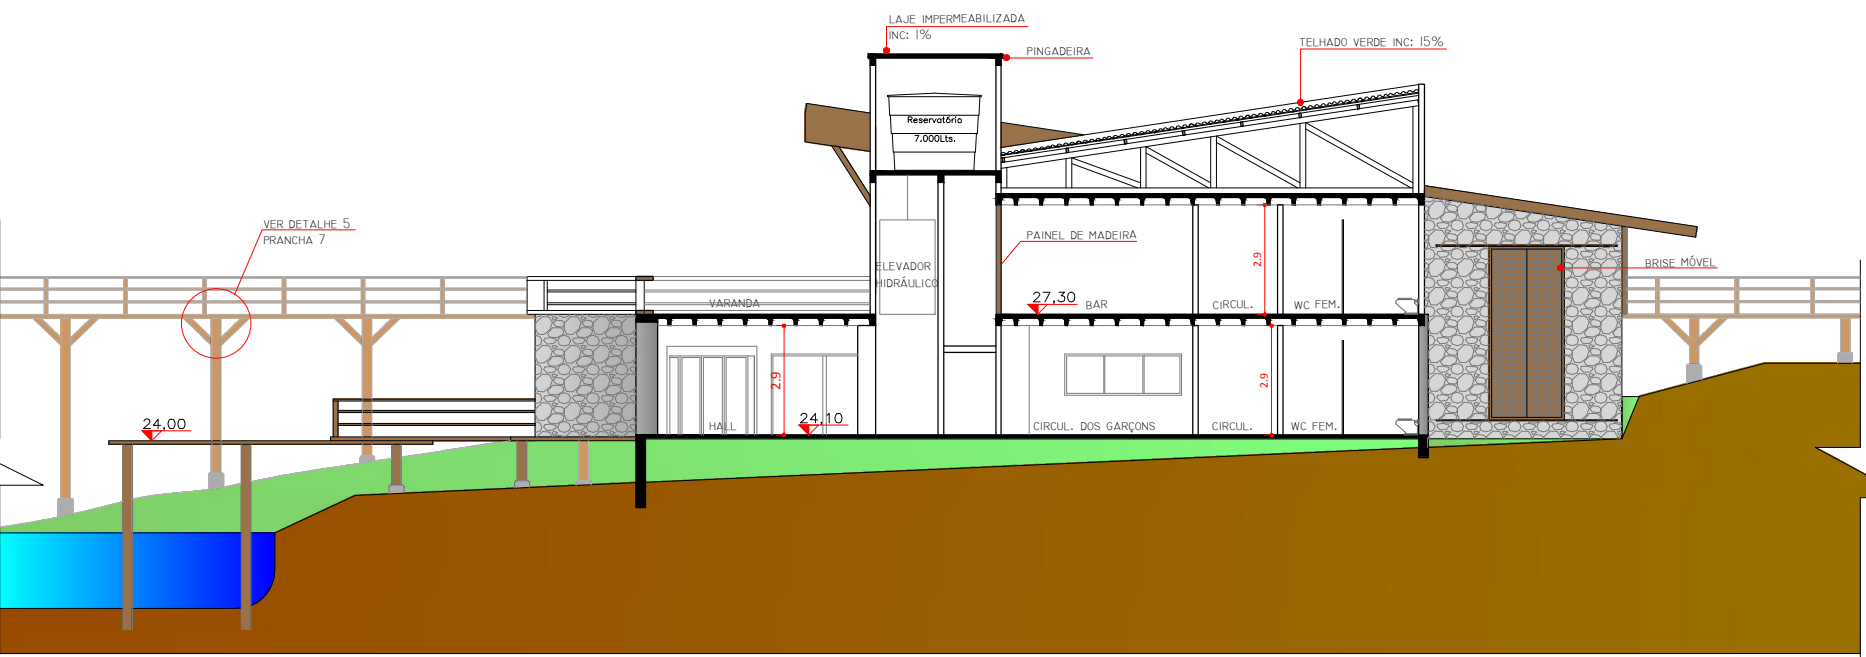 LAJE IMPERMEABILIZADA
INC: 1%
PINGADEIRA
TELHADO VERDE INC: 15%
Reservatório
7.000Lts.
VER DETALHE 5
PRANCHA 7
PAINEL DE MADEIRA
ELEVADOR
HIDRÁULICO
2.9
BRISE MÓVEL
VARANDA
27,30
BAR
CIRCUL.
WC FEM.
2.9
2.9
24,00
24,10
HALL
CIRCUL. DOS GARÇONS
CIRCUL.
WC FEM.